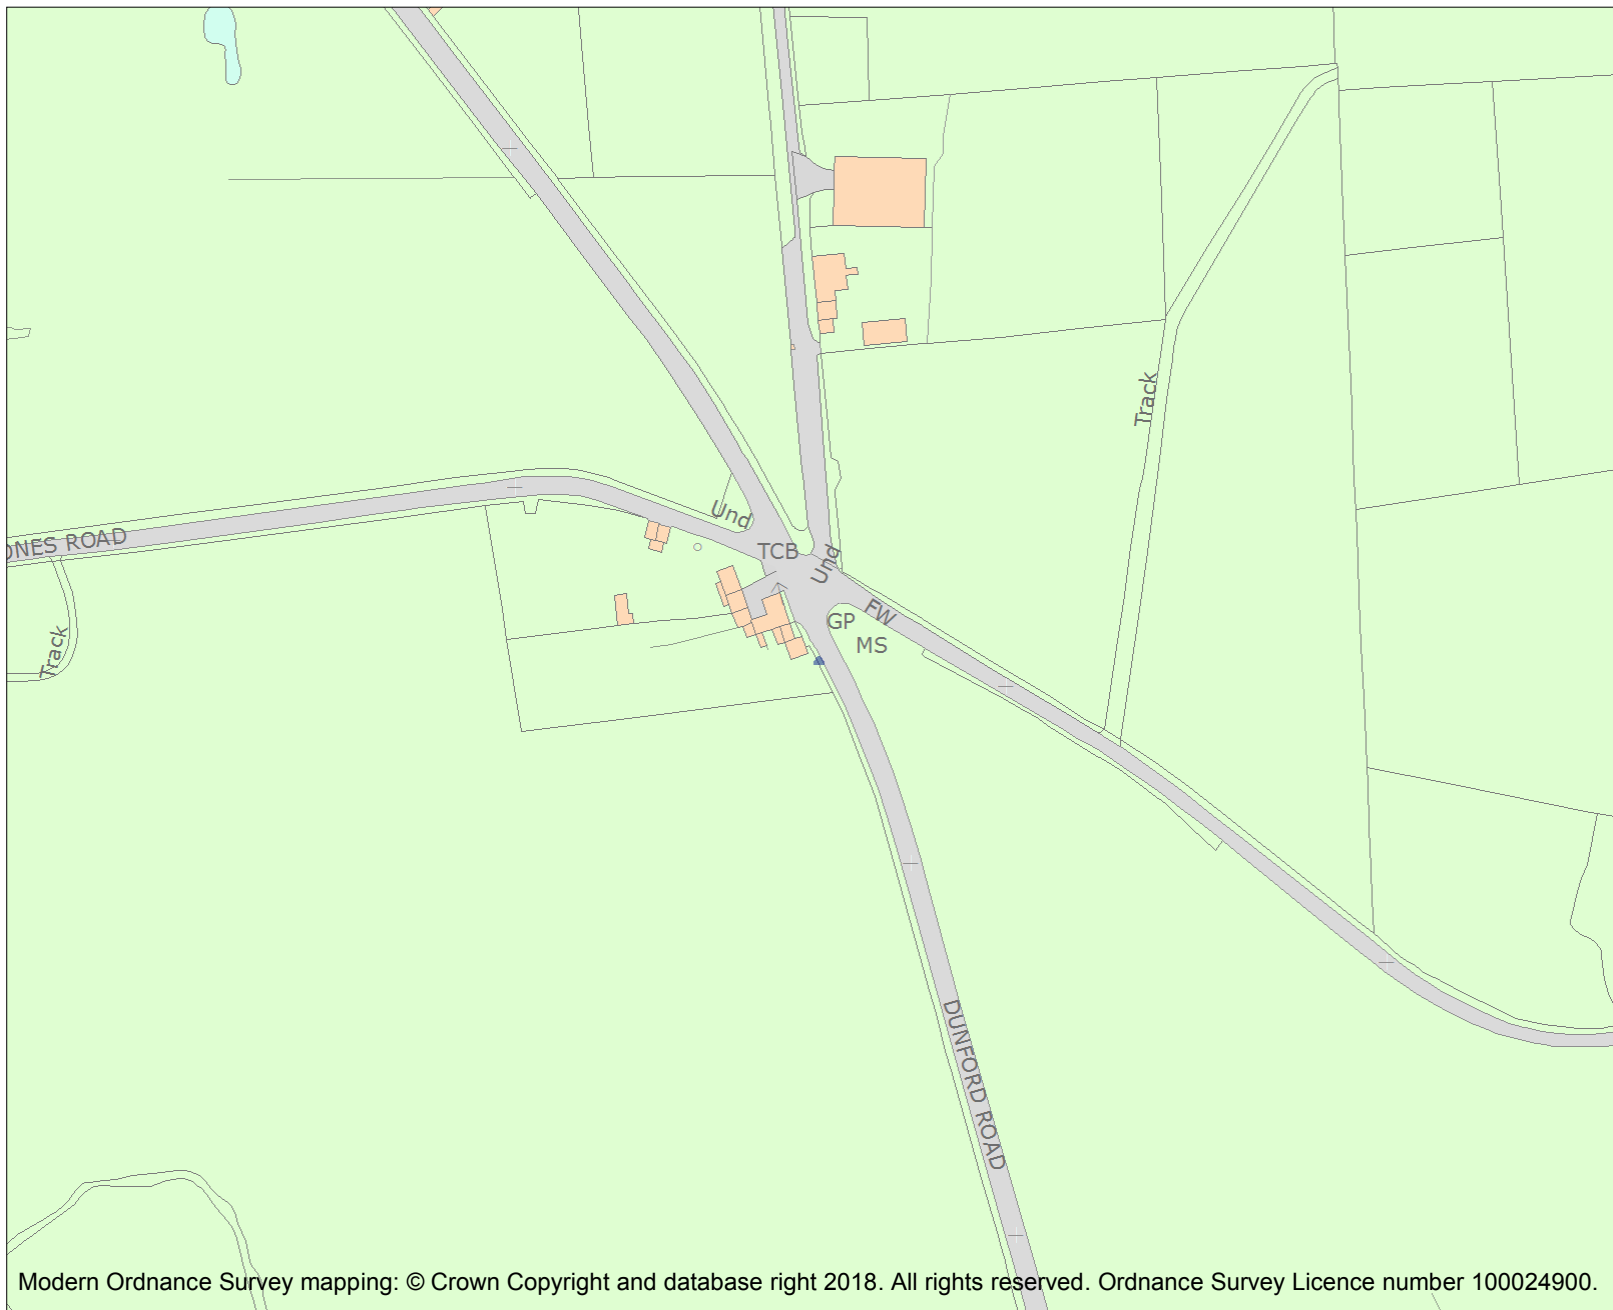 Track
Und
ONES ROAD
TCB
Und
FW
GP
MS
Track
DUNFORD ROAD
Modern Ordnance Survey mapping: © Crown Copyright and database right 2018. All rights reserved. Ordnance Survey Licence number 100024900.